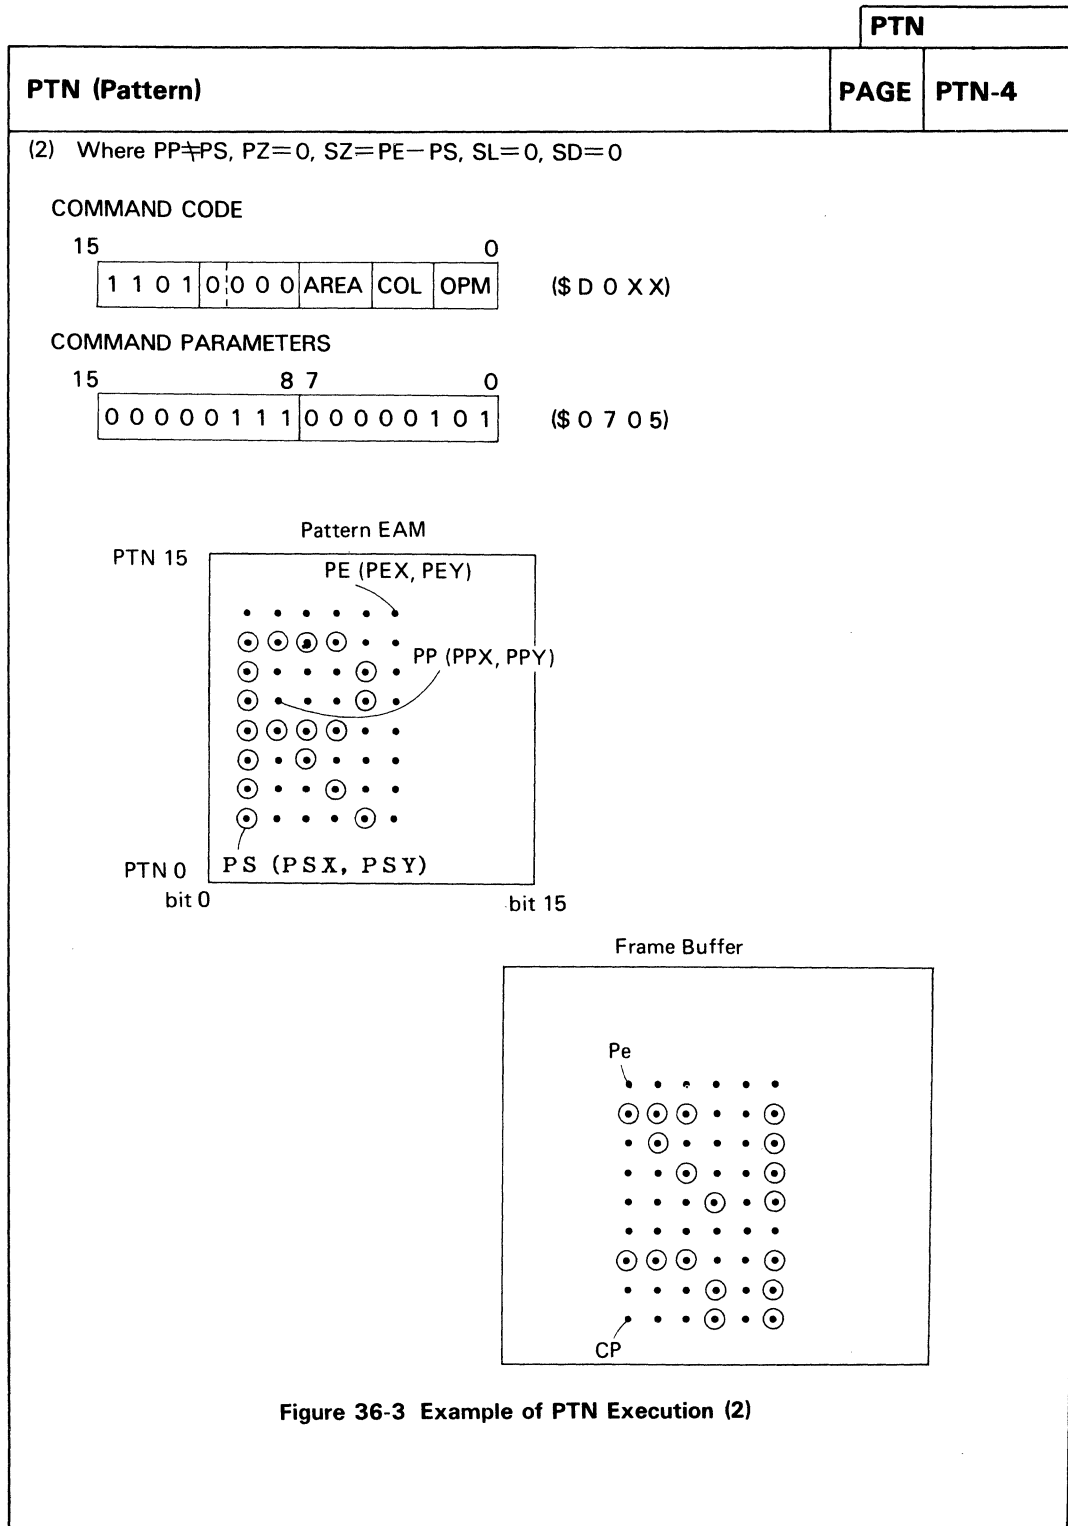 PTN
PTN (Pattern) PAGE PTN-4
(2) Where PP≠PS, PZ=0, SZ=PE−PS, SL=0, SD=0
COMMAND CODE
15 0
1 1 0 1 0 0 0 0 AREA COL OPM ($ D 0 X X)
COMMAND PARAMETERS
15 8 7 0
0 0 0 0 0 1 1 1 0 0 0 0 0 1 0 1 ($ 0 7 0 5)
Pattern EAM
PTN 15
PE (PEX, PEY)
PP (PPX, PPY)
PTN 0 PS (PSX, PSY)
bit 0 bit 15
Frame Buffer
Pe
CP
Figure 36-3 Example of PTN Execution (2)